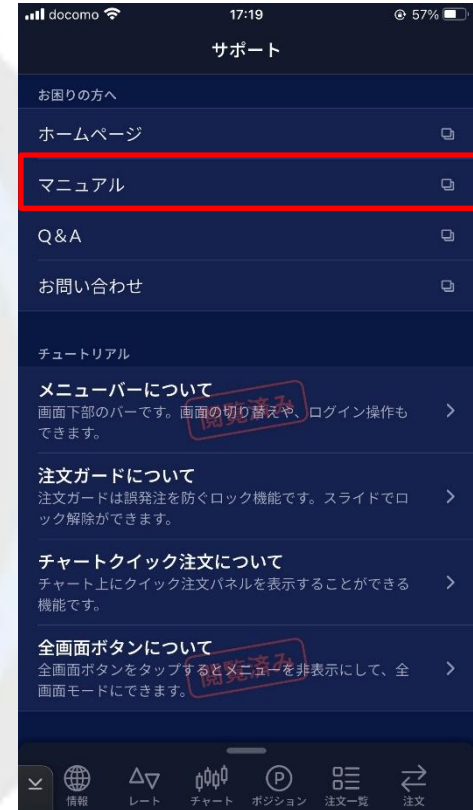 docomo 17:19 57%
サポート
お困りの方へ
ホームページ
マニュアル
Q&A
お問い合わせ
チュートリアル
メニューバーについて
画面下部のバーです。画面の切り替えや、ログイン操作も
できます。
閲覧済み
注文ガードについて
注文ガードは誤発注を防ぐロック機能です。スライドでロ
ック解除ができます。
チャートクイック注文について
チャート上にクイック注文パネルを表示することができる
機能です。
全画面ボタンについて
全画面ボタンをタップするとメニューを非表示にして、全
画面モードにできます。
閲覧済み
情報 レート チャート ポジション 注文一覧 注文